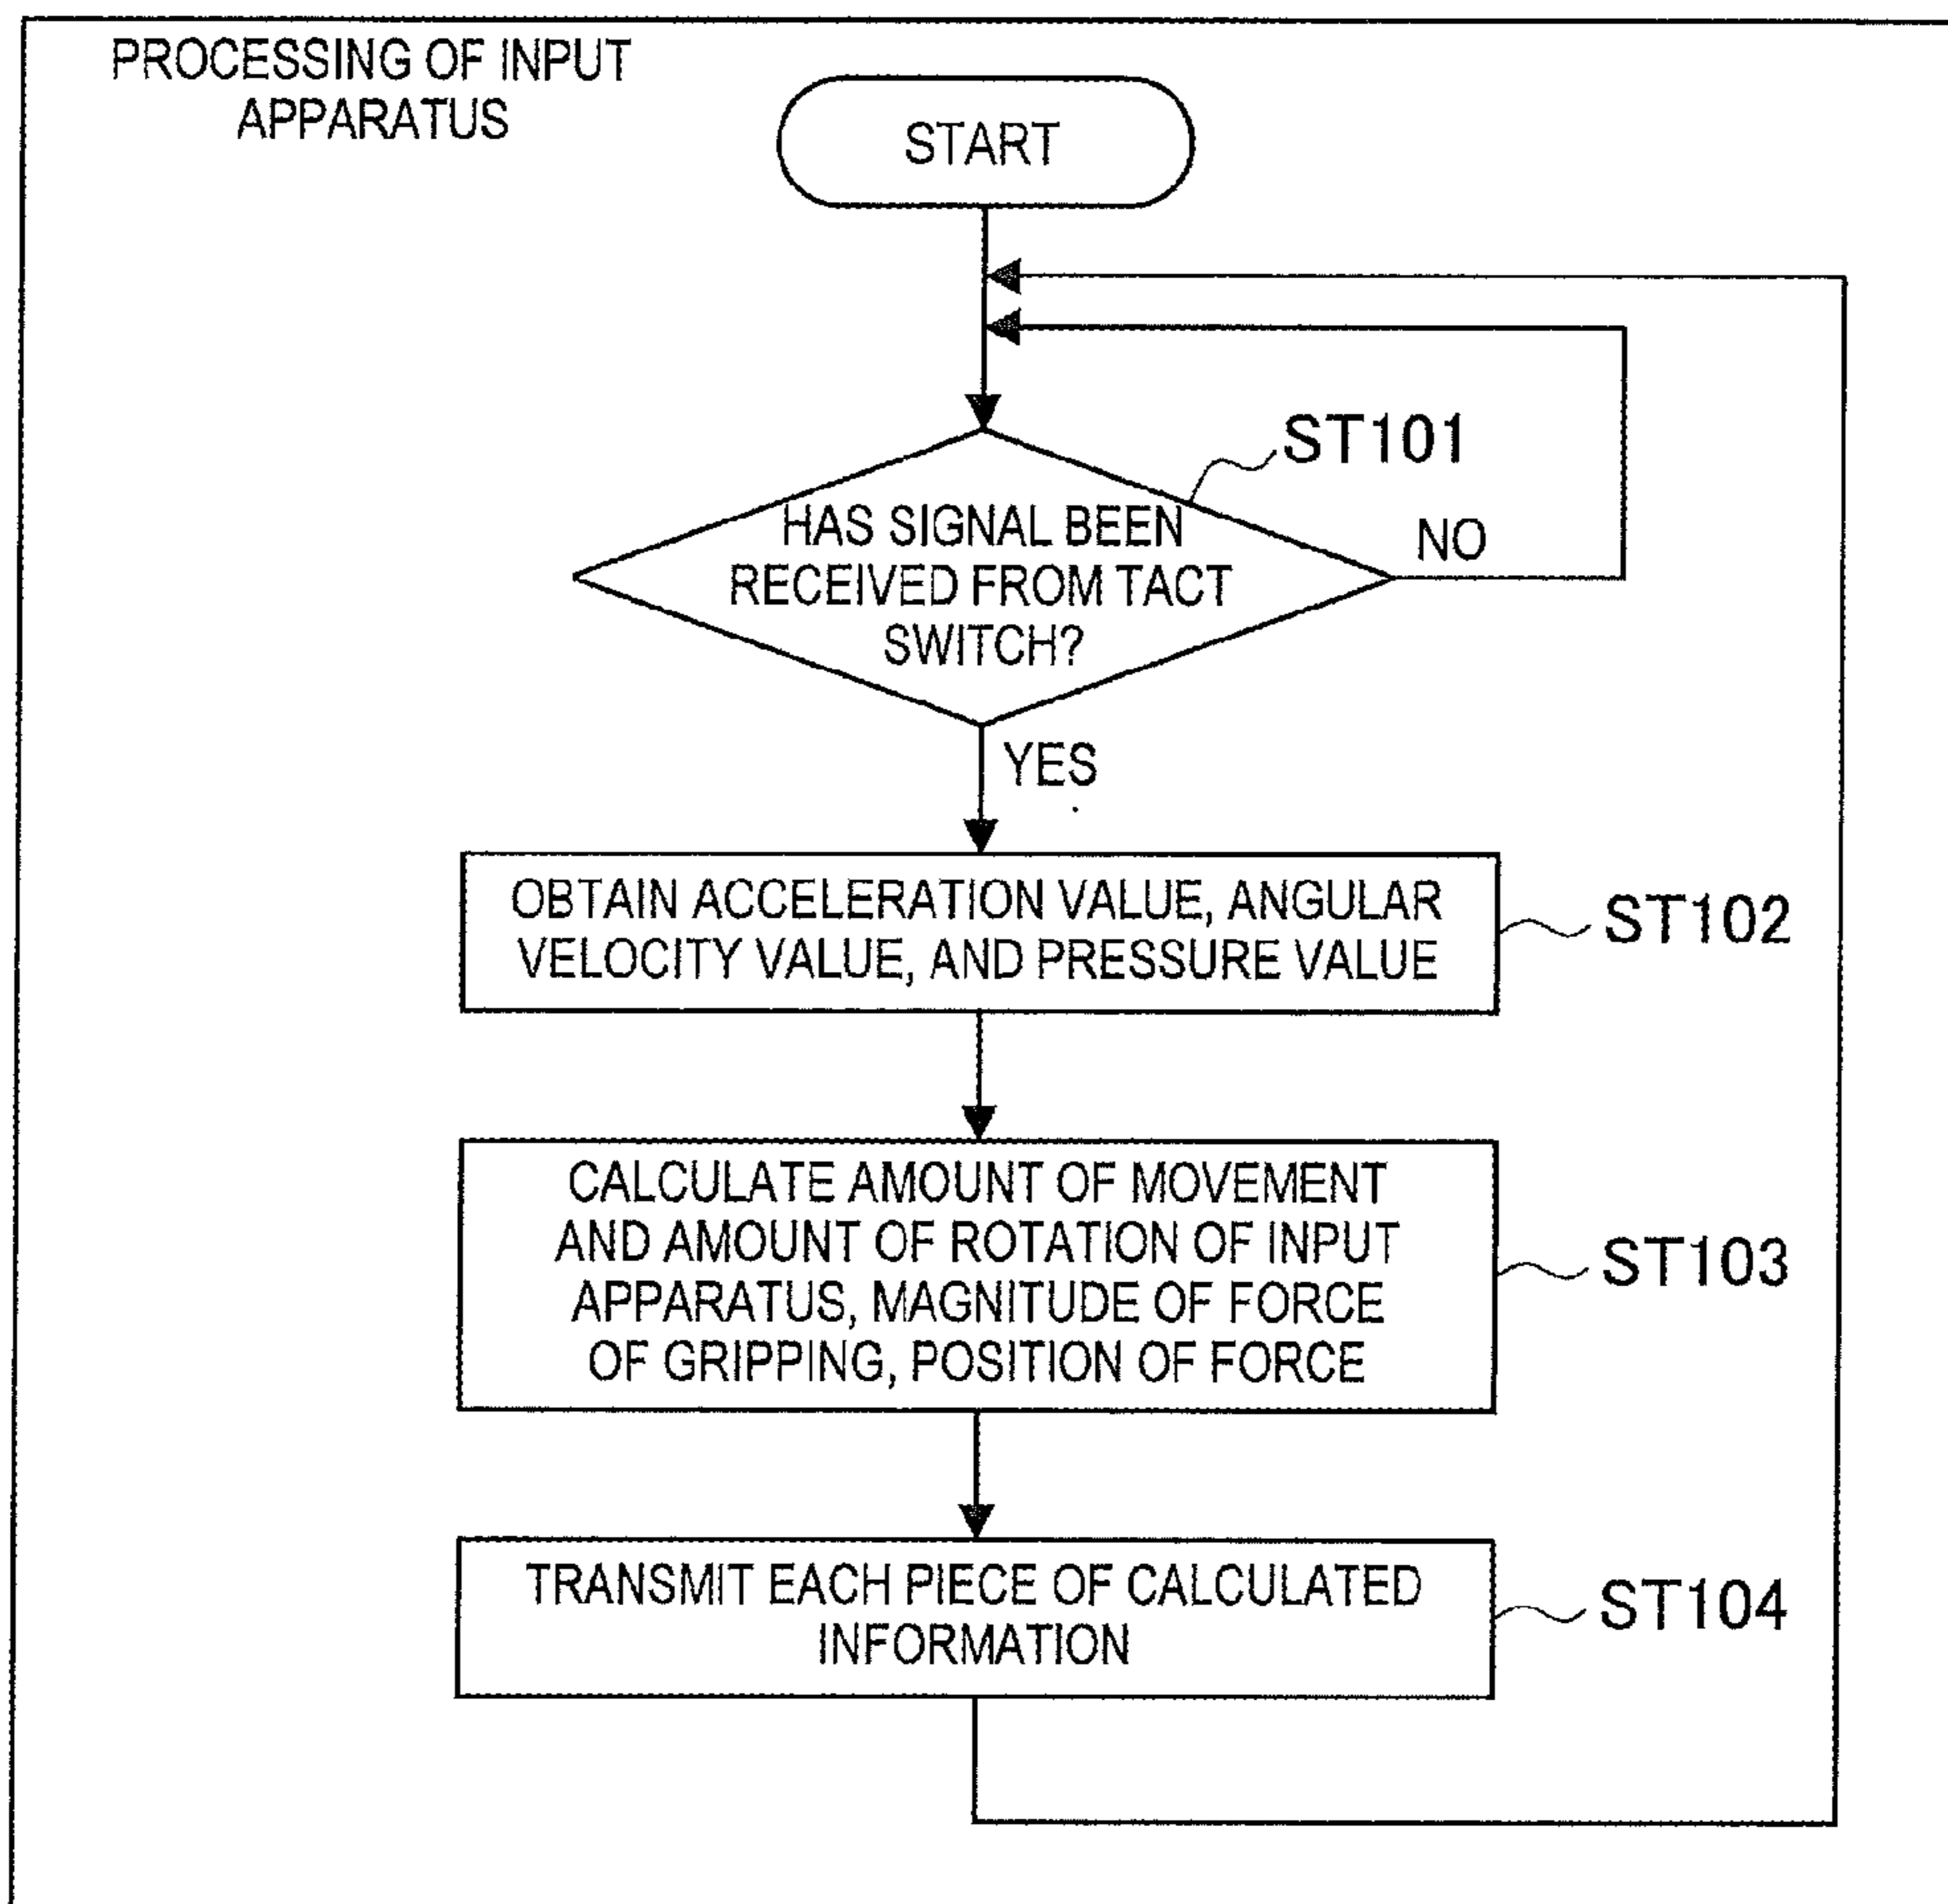 PROCESSING OF INPUT
APPARATUS
START
ST101
HAS SIGNAL BEEN
RECEIVED FROM TACT
SWITCH?
NO
YES
OBTAIN ACCELERATION VALUE, ANGULAR
VELOCITY VALUE, AND PRESSURE VALUE
ST102
CALCULATE AMOUNT OF MOVEMENT
AND AMOUNT OF ROTATION OF INPUT
APPARATUS, MAGNITUDE OF FORCE
OF GRIPPING, POSITION OF FORCE
ST103
TRANSMIT EACH PIECE OF CALCULATED
INFORMATION
ST104